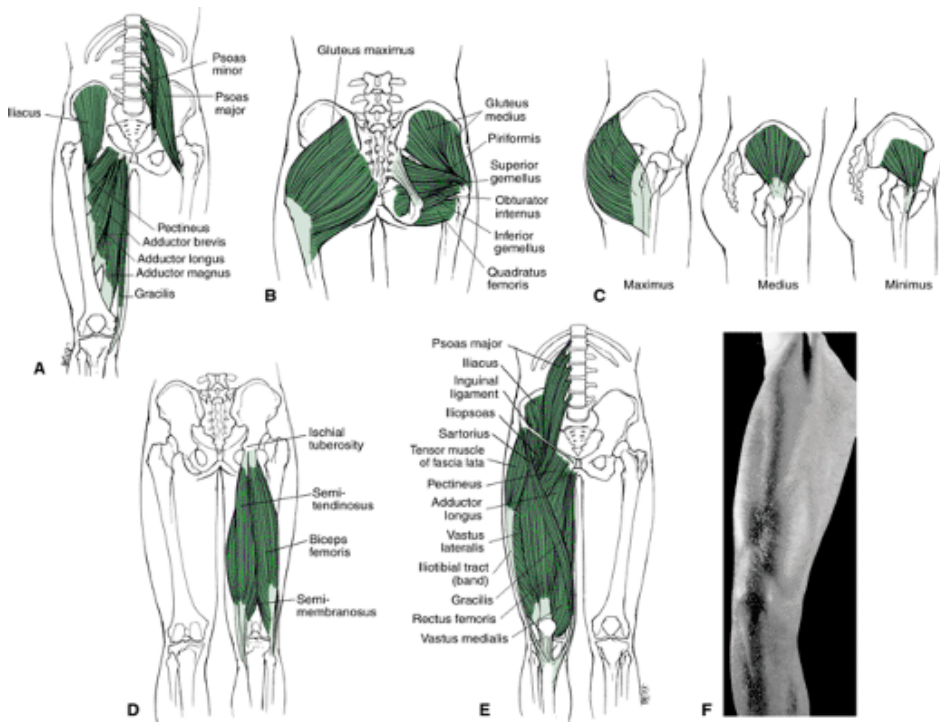 Psoas
minor
Psoas
major
Iliacus
Pectineus
Adductor brevis
Adductor longus
Adductor magnus
Gracilis
A
Gluteus maximus
Gluteus
medius
Piriformis
Superior
gemellus
Obturator
internus
Inferior
gemellus
Quadratus
femoris
B
C
Maximus
Medius
Minimus
Ischial
tuberosity
Semi-
tendinosus
Biceps
femoris
Semi-
membranosus
D
Psoas major
Iliacus
Inguinal
ligament
Iliopsoas
Sartorius
Tensor muscle
of fascia lata
Pectineus
Adductor
longus
Vastus
lateralis
Iliotibial tract
(band)
Gracilis
Rectus femoris
Vastus medialis
E
F